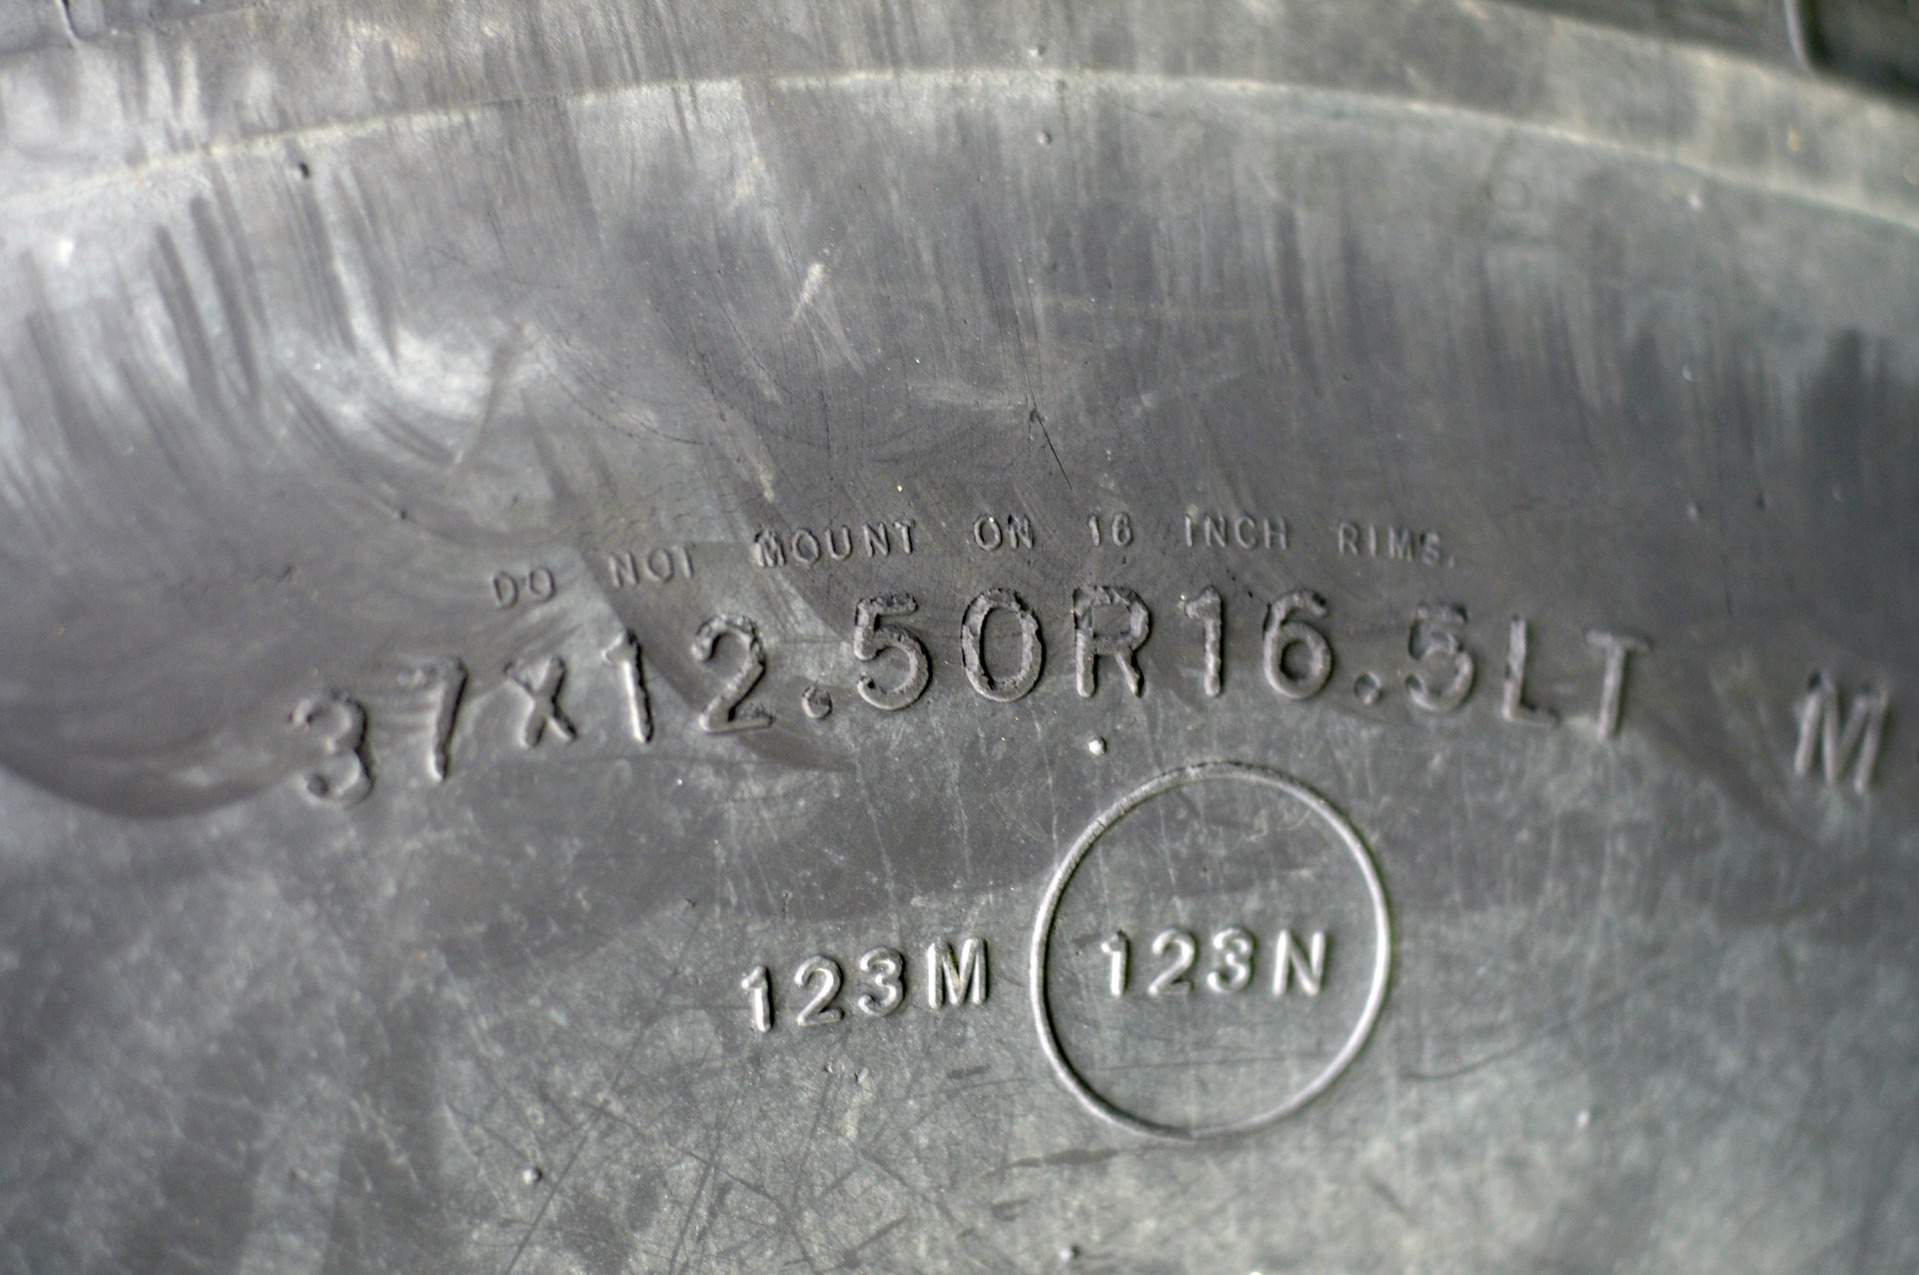 DO NOT MOUNT ON 16 INCH RIMS.
37X12.50R16.5LT M
123M 123N